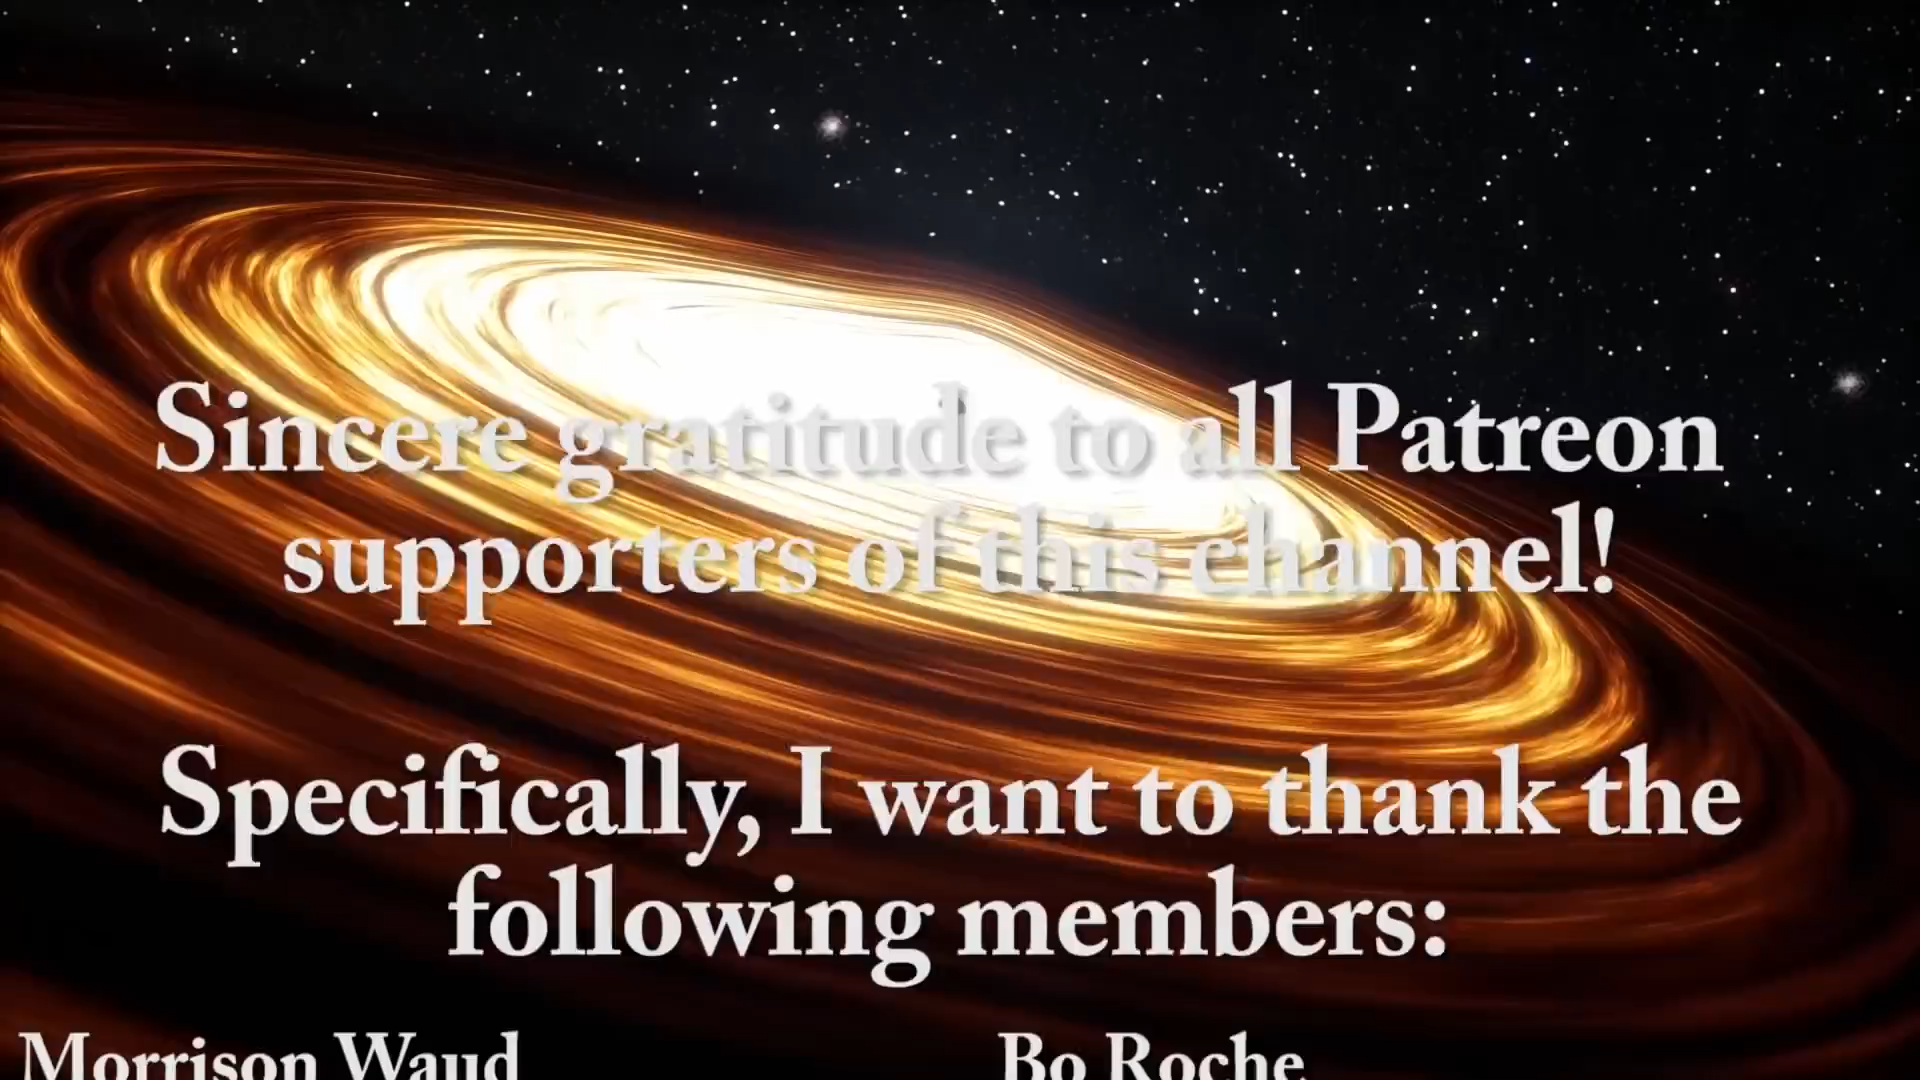 Sincere gratitude to all Patreon
supporters of this channel!
Specifically, I want to thank the
following members:
Morrison Waud
Bo Roche